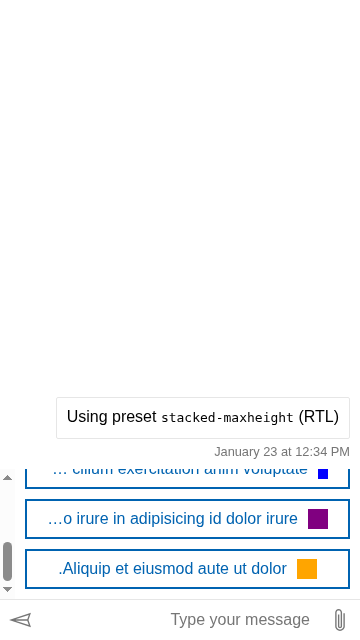 Using preset stacked-maxheight (RTL)
January 23 at 12:34 PM
… cillum exercitation anim voluptate
…o irure in adipisicing id dolor irure
.Aliquip et eiusmod aute ut dolor
Type your message